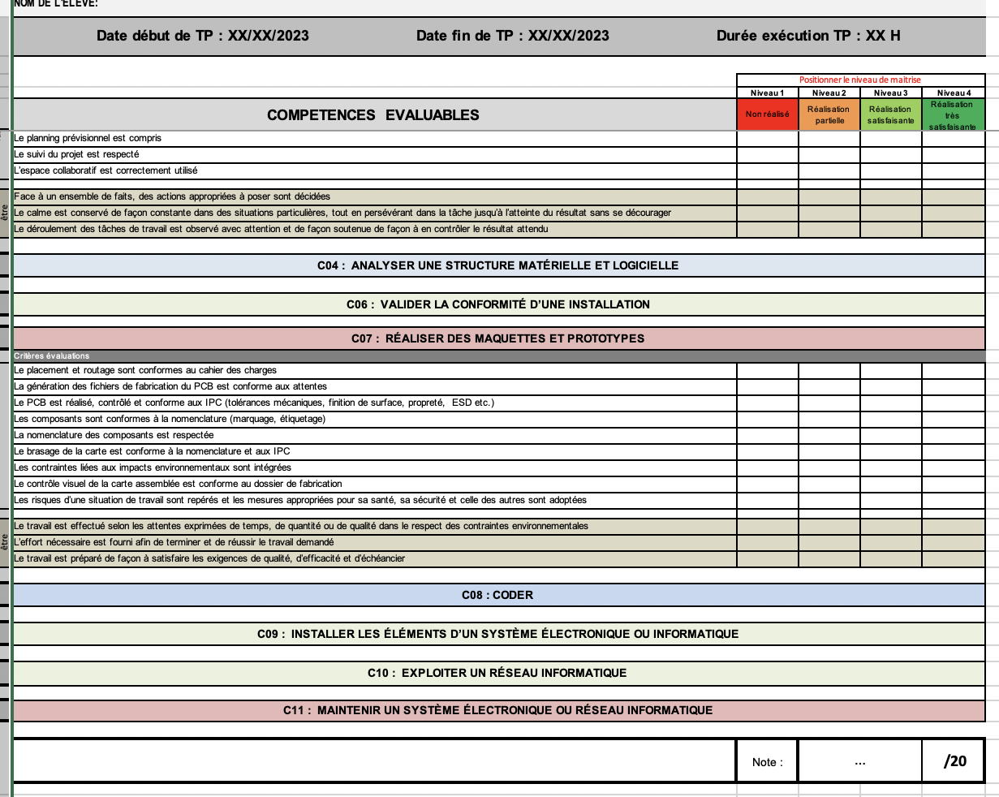 NOM DE L'ÉLÈVE:
Date début de TP : XX/XX/2023 Date fin de TP : XX/XX/2023 Durée exécution TP : XX H
Positionner le niveau de maitrise
Niveau 1 Niveau 2 Niveau 3 Niveau 4
COMPETENCES EVALUABLES
Non réalisé
Réalisation partielle
Réalisation satisfaisante
Réalisation très satisfaisante
Le planning prévisionnel est compris
Le suivi du projet est respecté
L'espace collaboratif est correctement utilisé
être
Face à un ensemble de faits, des actions appropriées à poser sont décidées
Le calme est conservé de façon constante dans des situations particulières, tout en persévérant dans la tâche jusqu'à l'atteinte du résultat sans se décourager
Le déroulement des tâches de travail est observé avec attention et de façon soutenue de façon à en contrôler le résultat attendu
C04 : ANALYSER UNE STRUCTURE MATÉRIELLE ET LOGICIELLE
C06 : VALIDER LA CONFORMITÉ D'UNE INSTALLATION
C07 : RÉALISER DES MAQUETTES ET PROTOTYPES
Critères évaluations
Le placement et routage sont conformes au cahier des charges
La génération des fichiers de fabrication du PCB est conforme aux attentes
Le PCB est réalisé, contrôlé et conforme aux IPC (tolérances mécaniques, finition de surface, propreté, ESD etc.)
Les composants sont conformes à la nomenclature (marquage, étiquetage)
La nomenclature des composants est respectée
Le brasage de la carte est conforme à la nomenclature et aux IPC
Les contraintes liées aux impacts environnementaux sont intégrées
Le contrôle visuel de la carte assemblée est conforme au dossier de fabrication
Les risques d'une situation de travail sont repérés et les mesures appropriées pour sa santé, sa sécurité et celle des autres sont adoptées
être
Le travail est effectué selon les attentes exprimées de temps, de quantité ou de qualité dans le respect des contraintes environnementales
L'effort nécessaire est fourni afin de terminer et de réussir le travail demandé
Le travail est préparé de façon à satisfaire les exigences de qualité, d'efficacité et d'échéancier
C08 : CODER
C09 : INSTALLER LES ÉLÉMENTS D'UN SYSTÈME ÉLECTRONIQUE OU INFORMATIQUE
C10 : EXPLOITER UN RÉSEAU INFORMATIQUE
C11 : MAINTENIR UN SYSTÈME ÉLECTRONIQUE OU RÉSEAU INFORMATIQUE
Note : ... /20